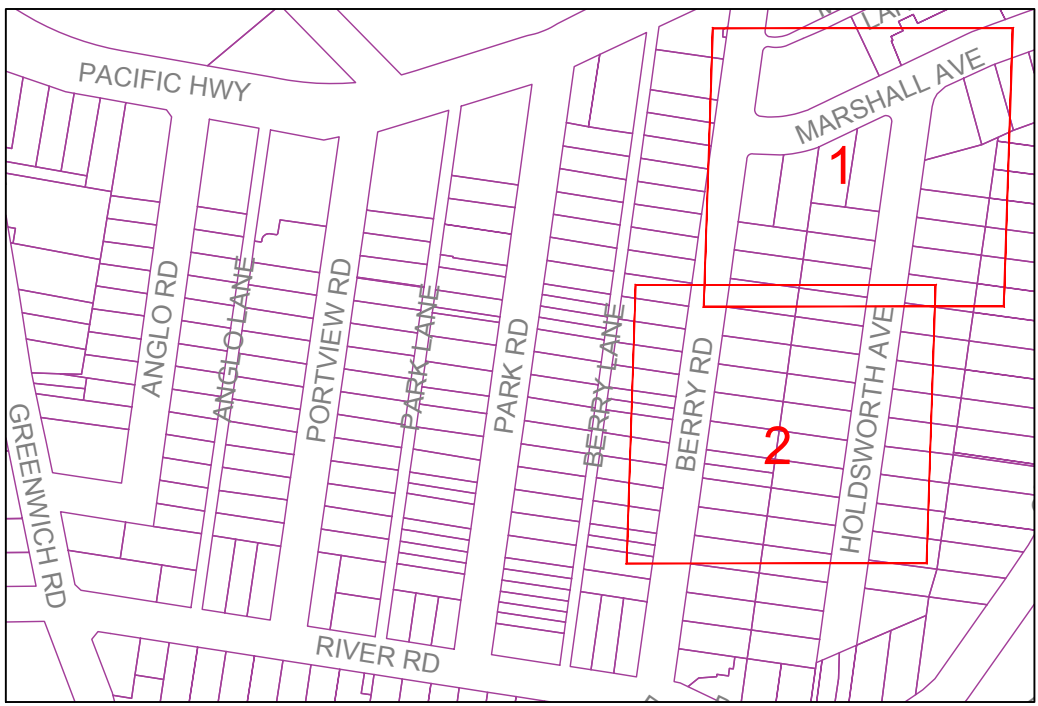 PACIFIC HWY
MARSHALL AVE
1
ANGLO RD
ANGLO LANE
PORTVIEW RD
PARK LANE
PARK RD
BERRY LANE
BERRY RD
2
HOLDSWORTH AVE
GREENWICH RD
RIVER RD